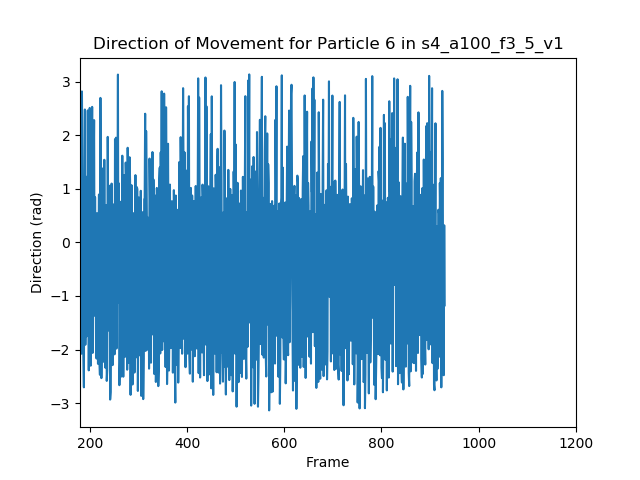 Direction of Movement for Particle 6 in s4_a100_f3_5_v1
Direction (rad)
3
2
1
0
−1
−2
−3
200 400 600 800 1000 1200
Frame